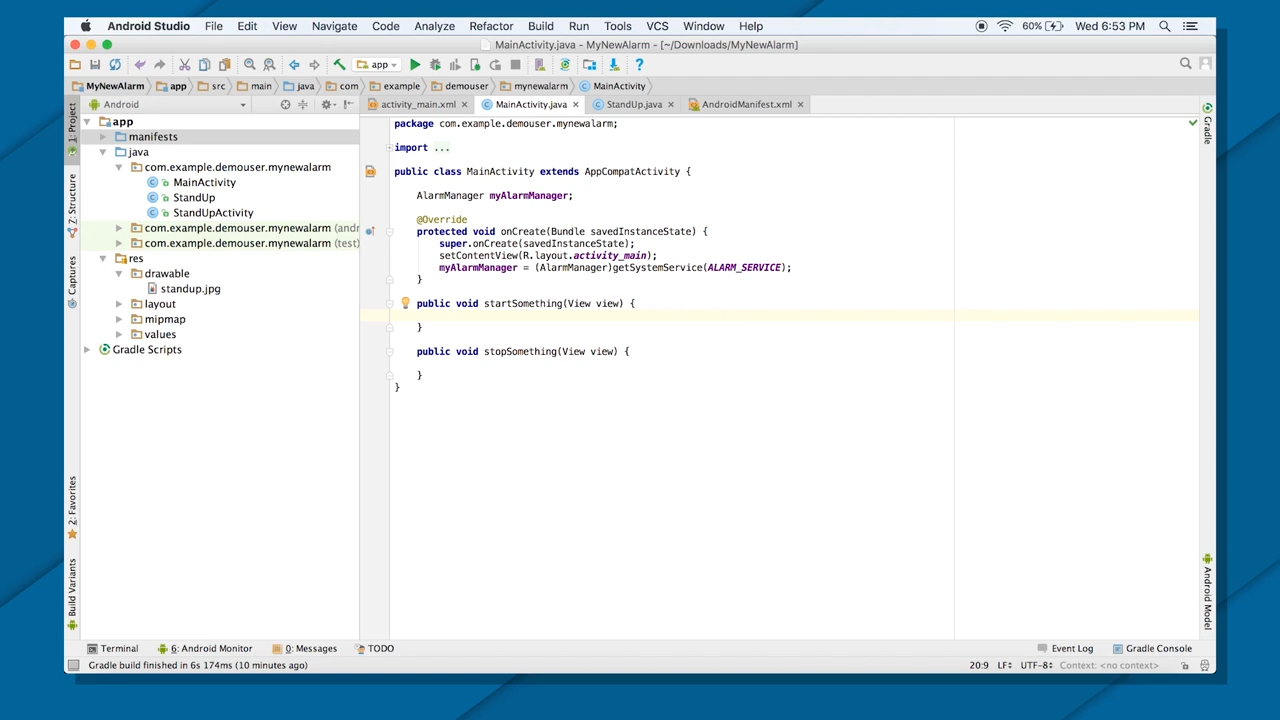 Android Studio File Edit View Navigate Code Analyze Refactor Build Run Tools VCS Window Help 60% Wed 6:53 PM
MainActivity.java - MyNewAlarm - [~/Downloads/MyNewAlarm]
app
MyNewAlarm app src main java com example demouser mynewalarm MainActivity
Android activity_main.xml MainActivity.java StandUp.java AndroidManifest.xml
1: Project
Z: Structure
Captures
2: Favorites
Build Variants
app
manifests
java
com.example.demouser.mynewalarm
MainActivity
StandUp
StandUpActivity
com.example.demouser.mynewalarm (andr
com.example.demouser.mynewalarm (test)
res
drawable
standup.jpg
layout
mipmap
values
Gradle Scripts
package com.example.demouser.mynewalarm;
import ...
public class MainActivity extends AppCompatActivity {
AlarmManager myAlarmManager;
@Override
protected void onCreate(Bundle savedInstanceState) {
super.onCreate(savedInstanceState);
setContentView(R.layout.activity_main);
myAlarmManager = (AlarmManager)getSystemService(ALARM_SERVICE);
}
public void startSomething(View view) {
}
public void stopSomething(View view) {
}
}
Gradle
Android Model
Terminal 6: Android Monitor 0: Messages TODO Event Log Gradle Console
Gradle build finished in 6s 174ms (10 minutes ago) 20:9 LF UTF-8 Context: <no context>